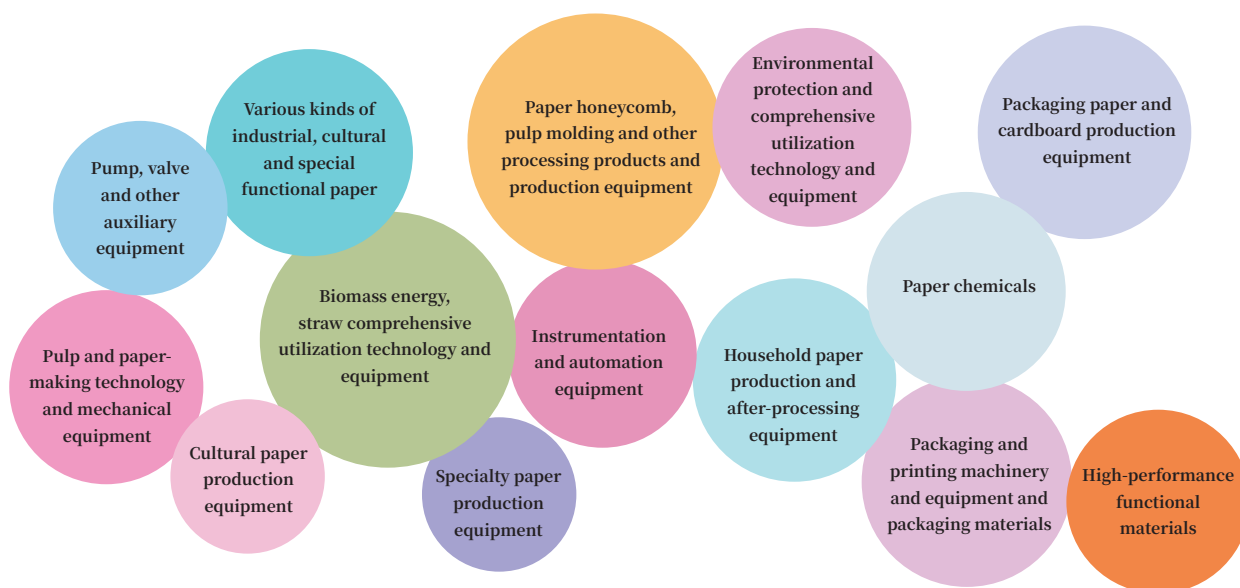 Pump, valve
and other
auxiliary
equipment
Various kinds of
industrial, cultural
and special
functional paper
Paper honeycomb,
pulp molding and other
processing products and
production equipment
Environmental
protection and
comprehensive
utilization
technology and
equipment
Packaging paper and
cardboard production
equipment
Pulp and paper-
making technology
and mechanical
equipment
Biomass energy,
straw comprehensive
utilization technology and
equipment
Instrumentation
and automation
equipment
Household paper
production and
after-processing
equipment
Paper chemicals
Cultural paper
production
equipment
Specialty paper
production
equipment
Packaging and
printing machinery
and equipment and
packaging materials
High-performance
functional
materials